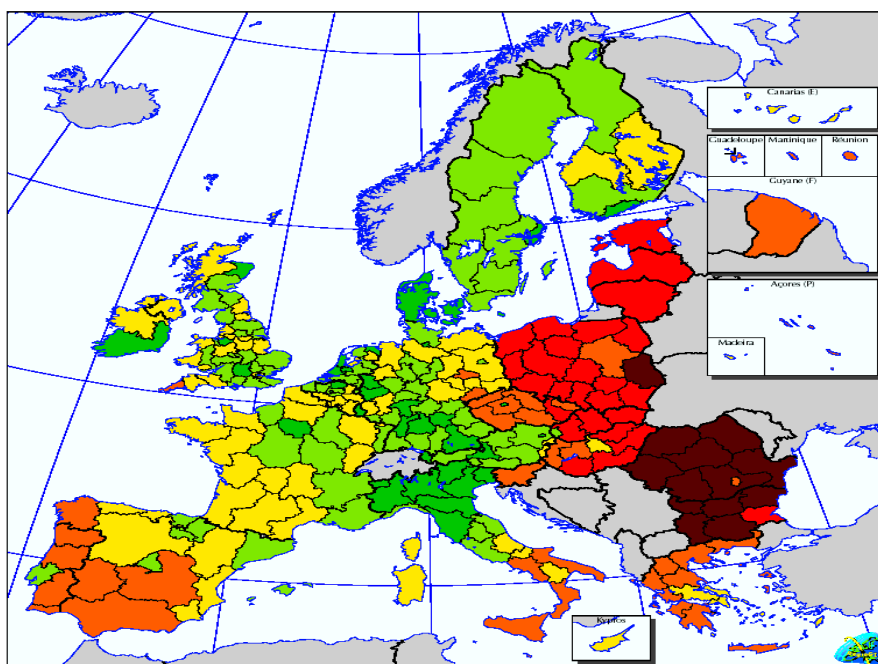 Canarias (E)
Guadeloupe
Martinique
Réunion
Guyane (F)
Açores (P)
Madeira
Kypros